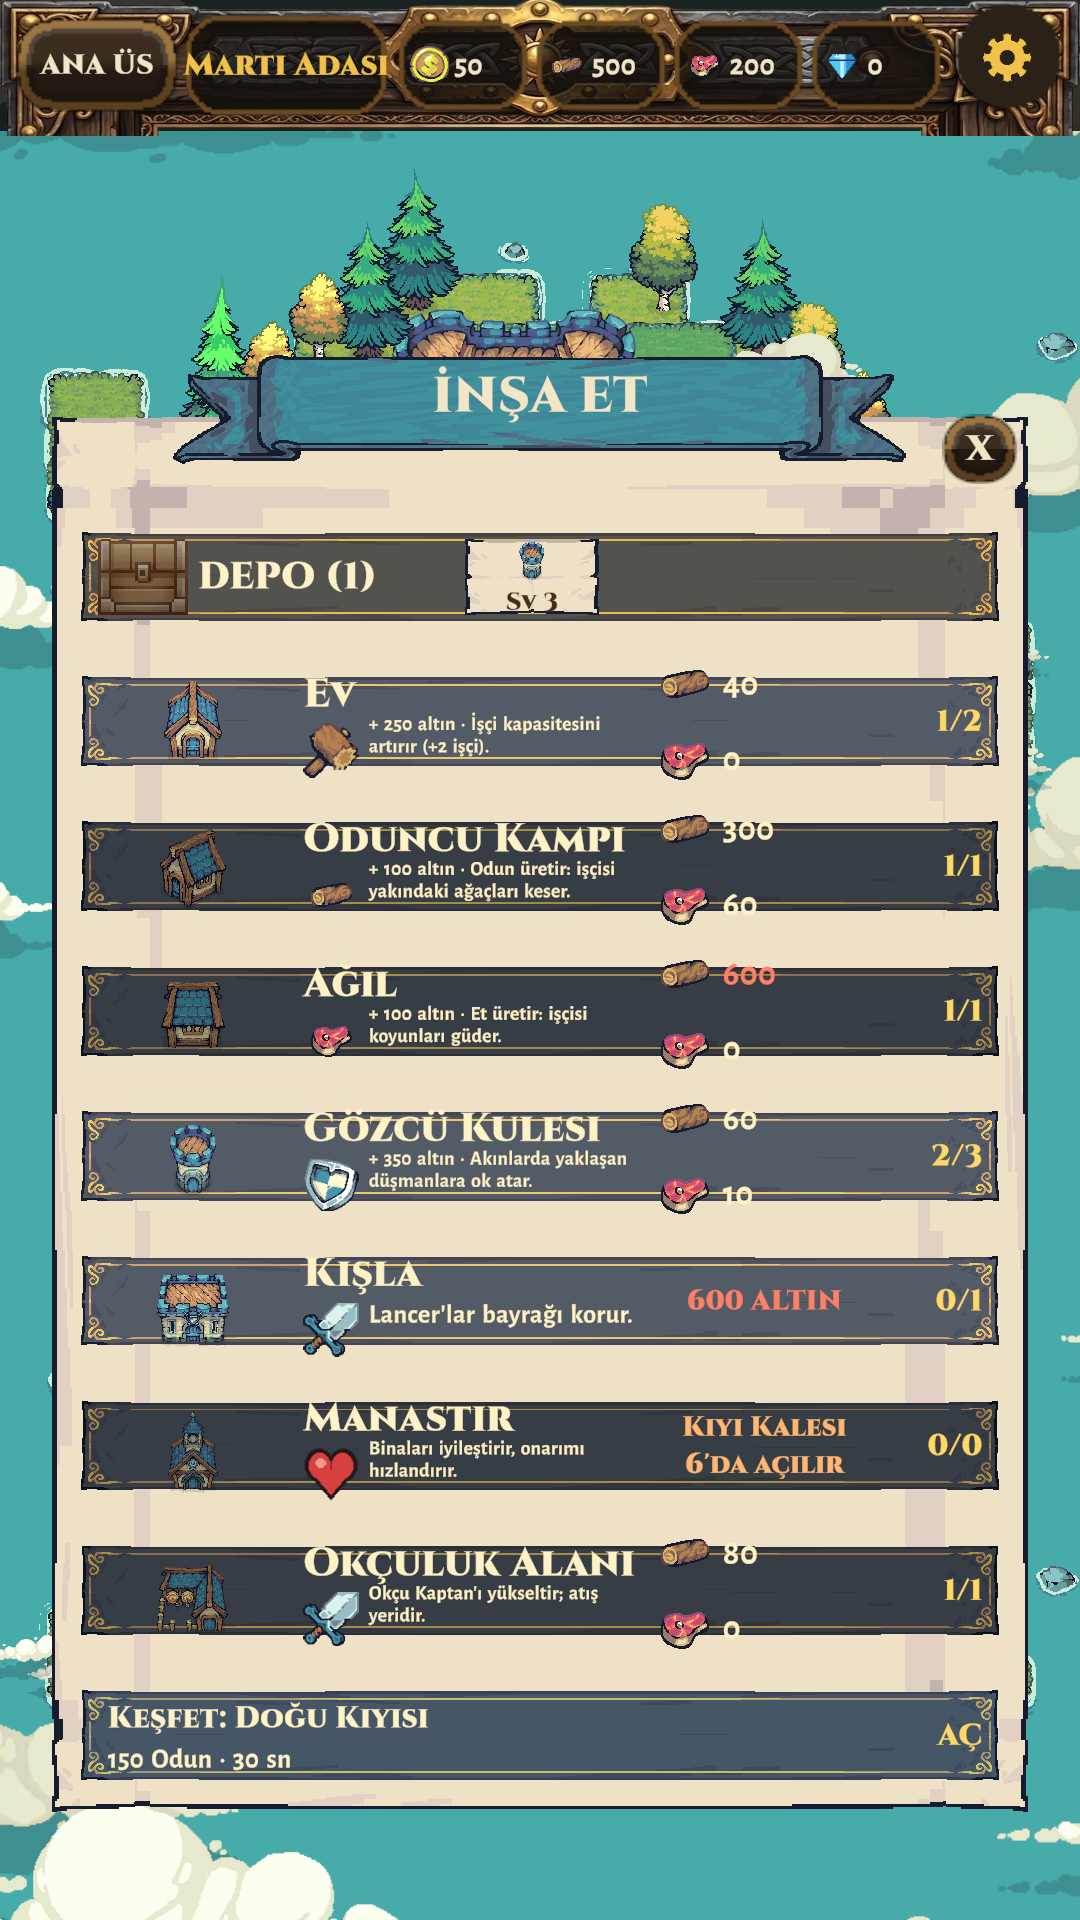 ANA ÜS
MARTI ADASI
50
500
200
0
İNŞA ET
X
DEPO (1)
Sv 3
EV
+ 250 altın · İşçi kapasitesini
artırır (+2 işçi).
40
0
1/2
ODUNCU KAMPI
+ 100 altın · Odun üretir: işçisi
yakındaki ağaçları keser.
300
60
1/1
AĞIL
+ 100 altın · Et üretir: işçisi
koyunları güder.
600
0
1/1
GÖZCÜ KULESI
+ 350 altın · Akınlarda yaklaşan
düşmanlara ok atar.
60
10
2/3
KIŞLA
Lancer'lar bayrağı korur.
600 ALTIN
0/1
MANASTIR
Binaları iyileştirir, onarımı
hızlandırır.
KIYI KALESI
6'DA AÇILIR
0/0
OKÇULUK ALANI
Okçu Kaptan'ı yükseltir; atış
yeridir.
80
0
1/1
KEŞFET: DOĞU KIYISI
150 Odun · 30 sn
AÇ